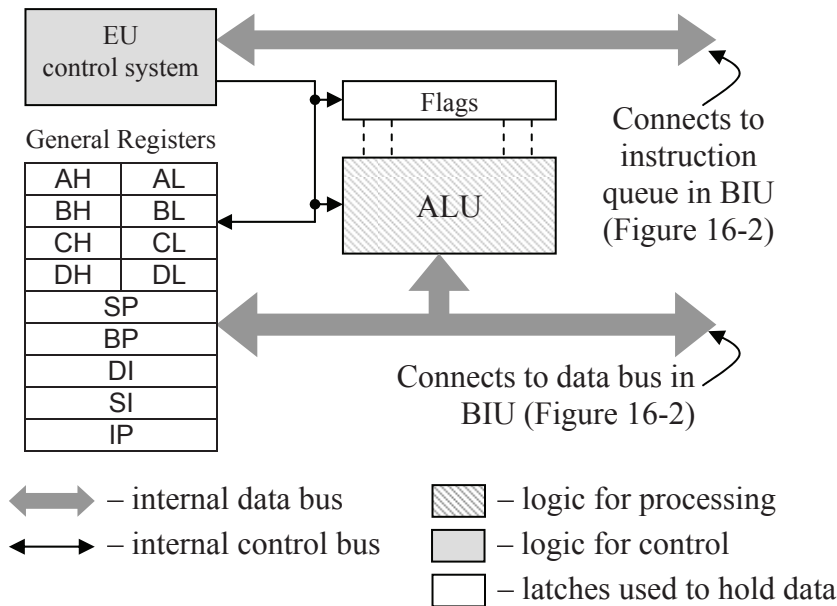 EU
control system
Flags
Connects to
instruction
queue in BIU
(Figure 16-2)
General Registers
AH AL
BH BL
CH CL
DH DL
SP
BP
DI
SI
IP
ALU
Connects to data bus in
BIU (Figure 16-2)
– internal data bus
– internal control bus
– logic for processing
– logic for control
– latches used to hold data